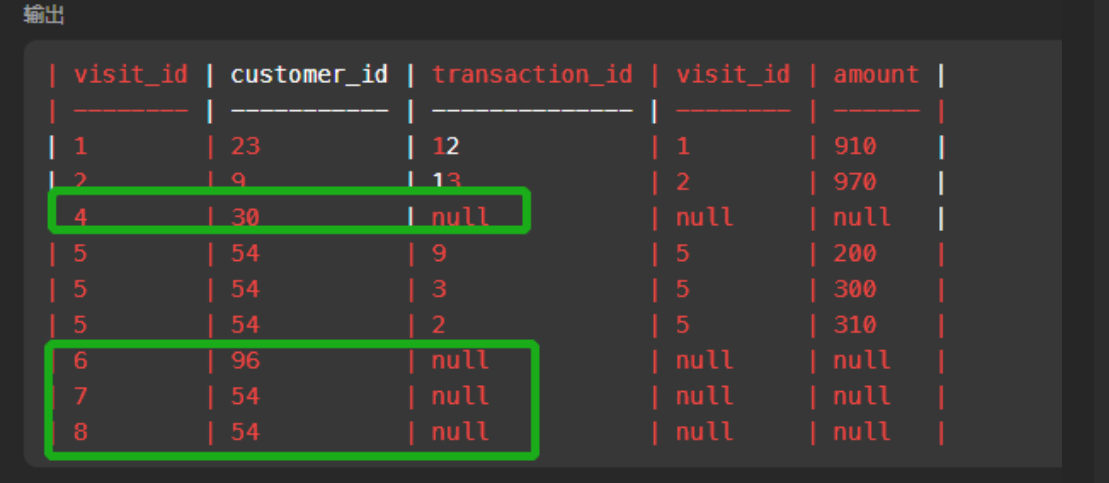 输出
| visit_id | customer_id | transaction_id | visit_id | amount |
| -------- | ----------- | -------------- | -------- | ------ |
| 1 | 23 | 12 | 1 | 910 |
| 2 | 9 | 13 | 2 | 970 |
| 4 | 30 | null | null | null |
| 5 | 54 | 9 | 5 | 200 |
| 5 | 54 | 3 | 5 | 300 |
| 5 | 54 | 2 | 5 | 310 |
| 6 | 96 | null | null | null |
| 7 | 54 | null | null | null |
| 8 | 54 | null | null | null |